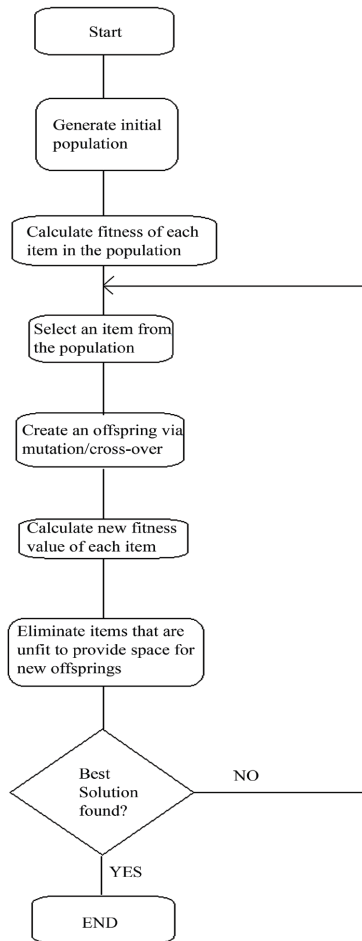 Start
Generate initial
population
Calculate fitness of each
item in the population
Select an item from
the population
Create an offspring via
mutation/cross-over
Calculate new fitness
value of each item
Eliminate items that are
unfit to provide space for
new offsprings
Best
Solution
found?
NO
YES
END